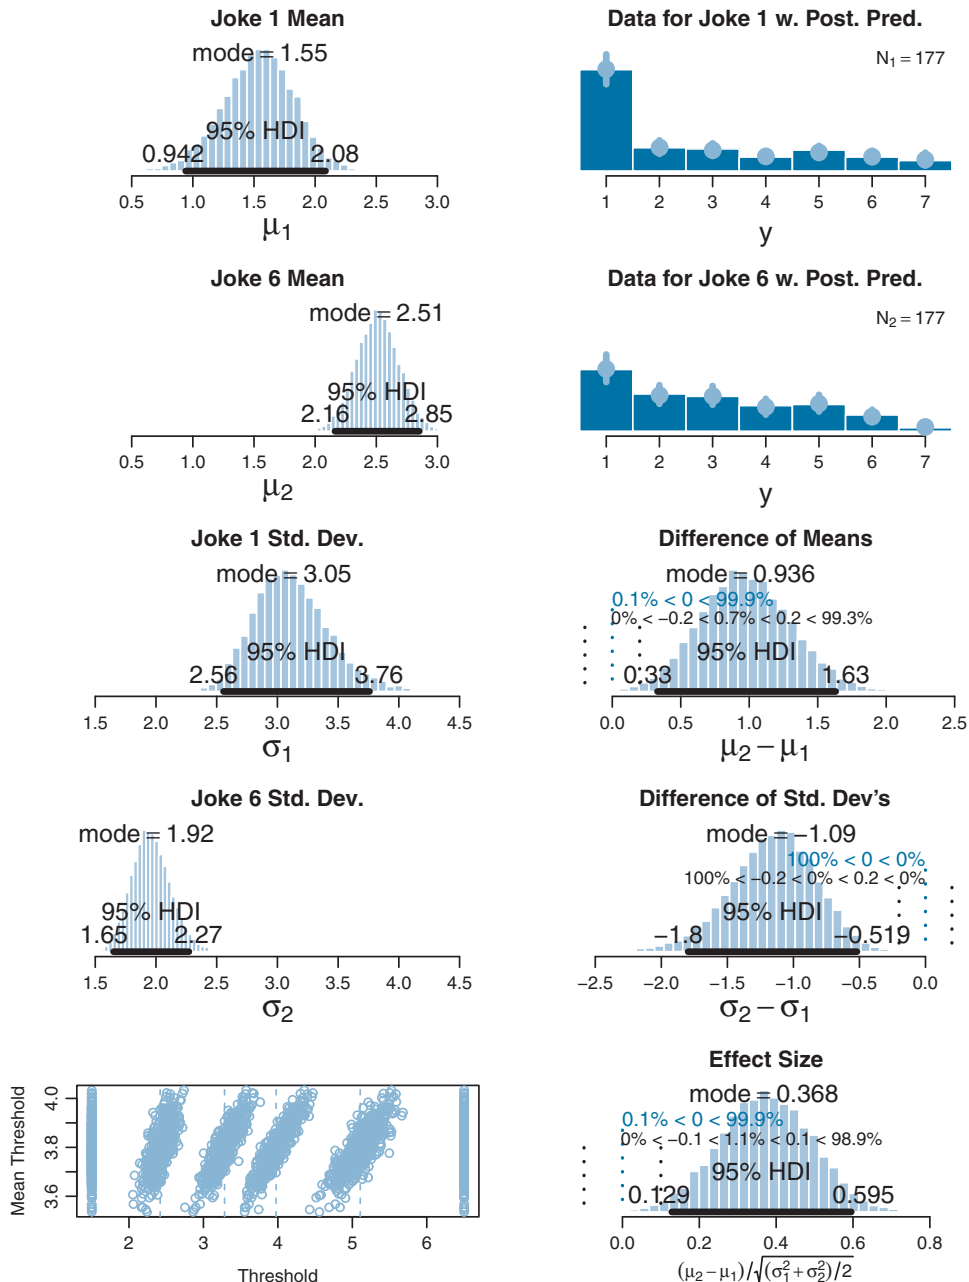 Joke 1 Mean
mode = 1.55
95% HDI
0.942 2.08
0.5 1.0 1.5 2.0 2.5 3.0
μ1
Data for Joke 1 w. Post. Pred.
N1 = 177
1 2 3 4 5 6 7
y
Joke 6 Mean
mode = 2.51
95% HDI
2.16 2.85
0.5 1.0 1.5 2.0 2.5 3.0
μ2
Data for Joke 6 w. Post. Pred.
N2 = 177
1 2 3 4 5 6 7
y
Joke 1 Std. Dev.
mode = 3.05
95% HDI
2.56 3.76
1.5 2.0 2.5 3.0 3.5 4.0 4.5
σ1
Difference of Means
mode = 0.936
0.1% < 0 < 99.9%
0% < −0.2 < 0.7% < 0.2 < 99.3%
95% HDI
0.33 1.63
0.0 0.5 1.0 1.5 2.0 2.5
μ2 − μ1
Joke 6 Std. Dev.
mode = 1.92
95% HDI
1.65 2.27
1.5 2.0 2.5 3.0 3.5 4.0 4.5
σ2
Difference of Std. Dev's
mode = −1.09
100% < 0 < 0%
100% < −0.2 < 0% < 0.2 < 0%
95% HDI
−1.8 −0.519
−2.5 −2.0 −1.5 −1.0 −0.5 0.0
σ2 − σ1
Mean Threshold
4.0
3.8
3.6
2 3 4 5 6
Threshold
Effect Size
mode = 0.368
0.1% < 0 < 99.9%
0% < −0.1 < 1.1% < 0.1 < 98.9%
95% HDI
0.129 0.595
0.0 0.2 0.4 0.6 0.8
(μ2 − μ1)/√(σ1² + σ2²)/2